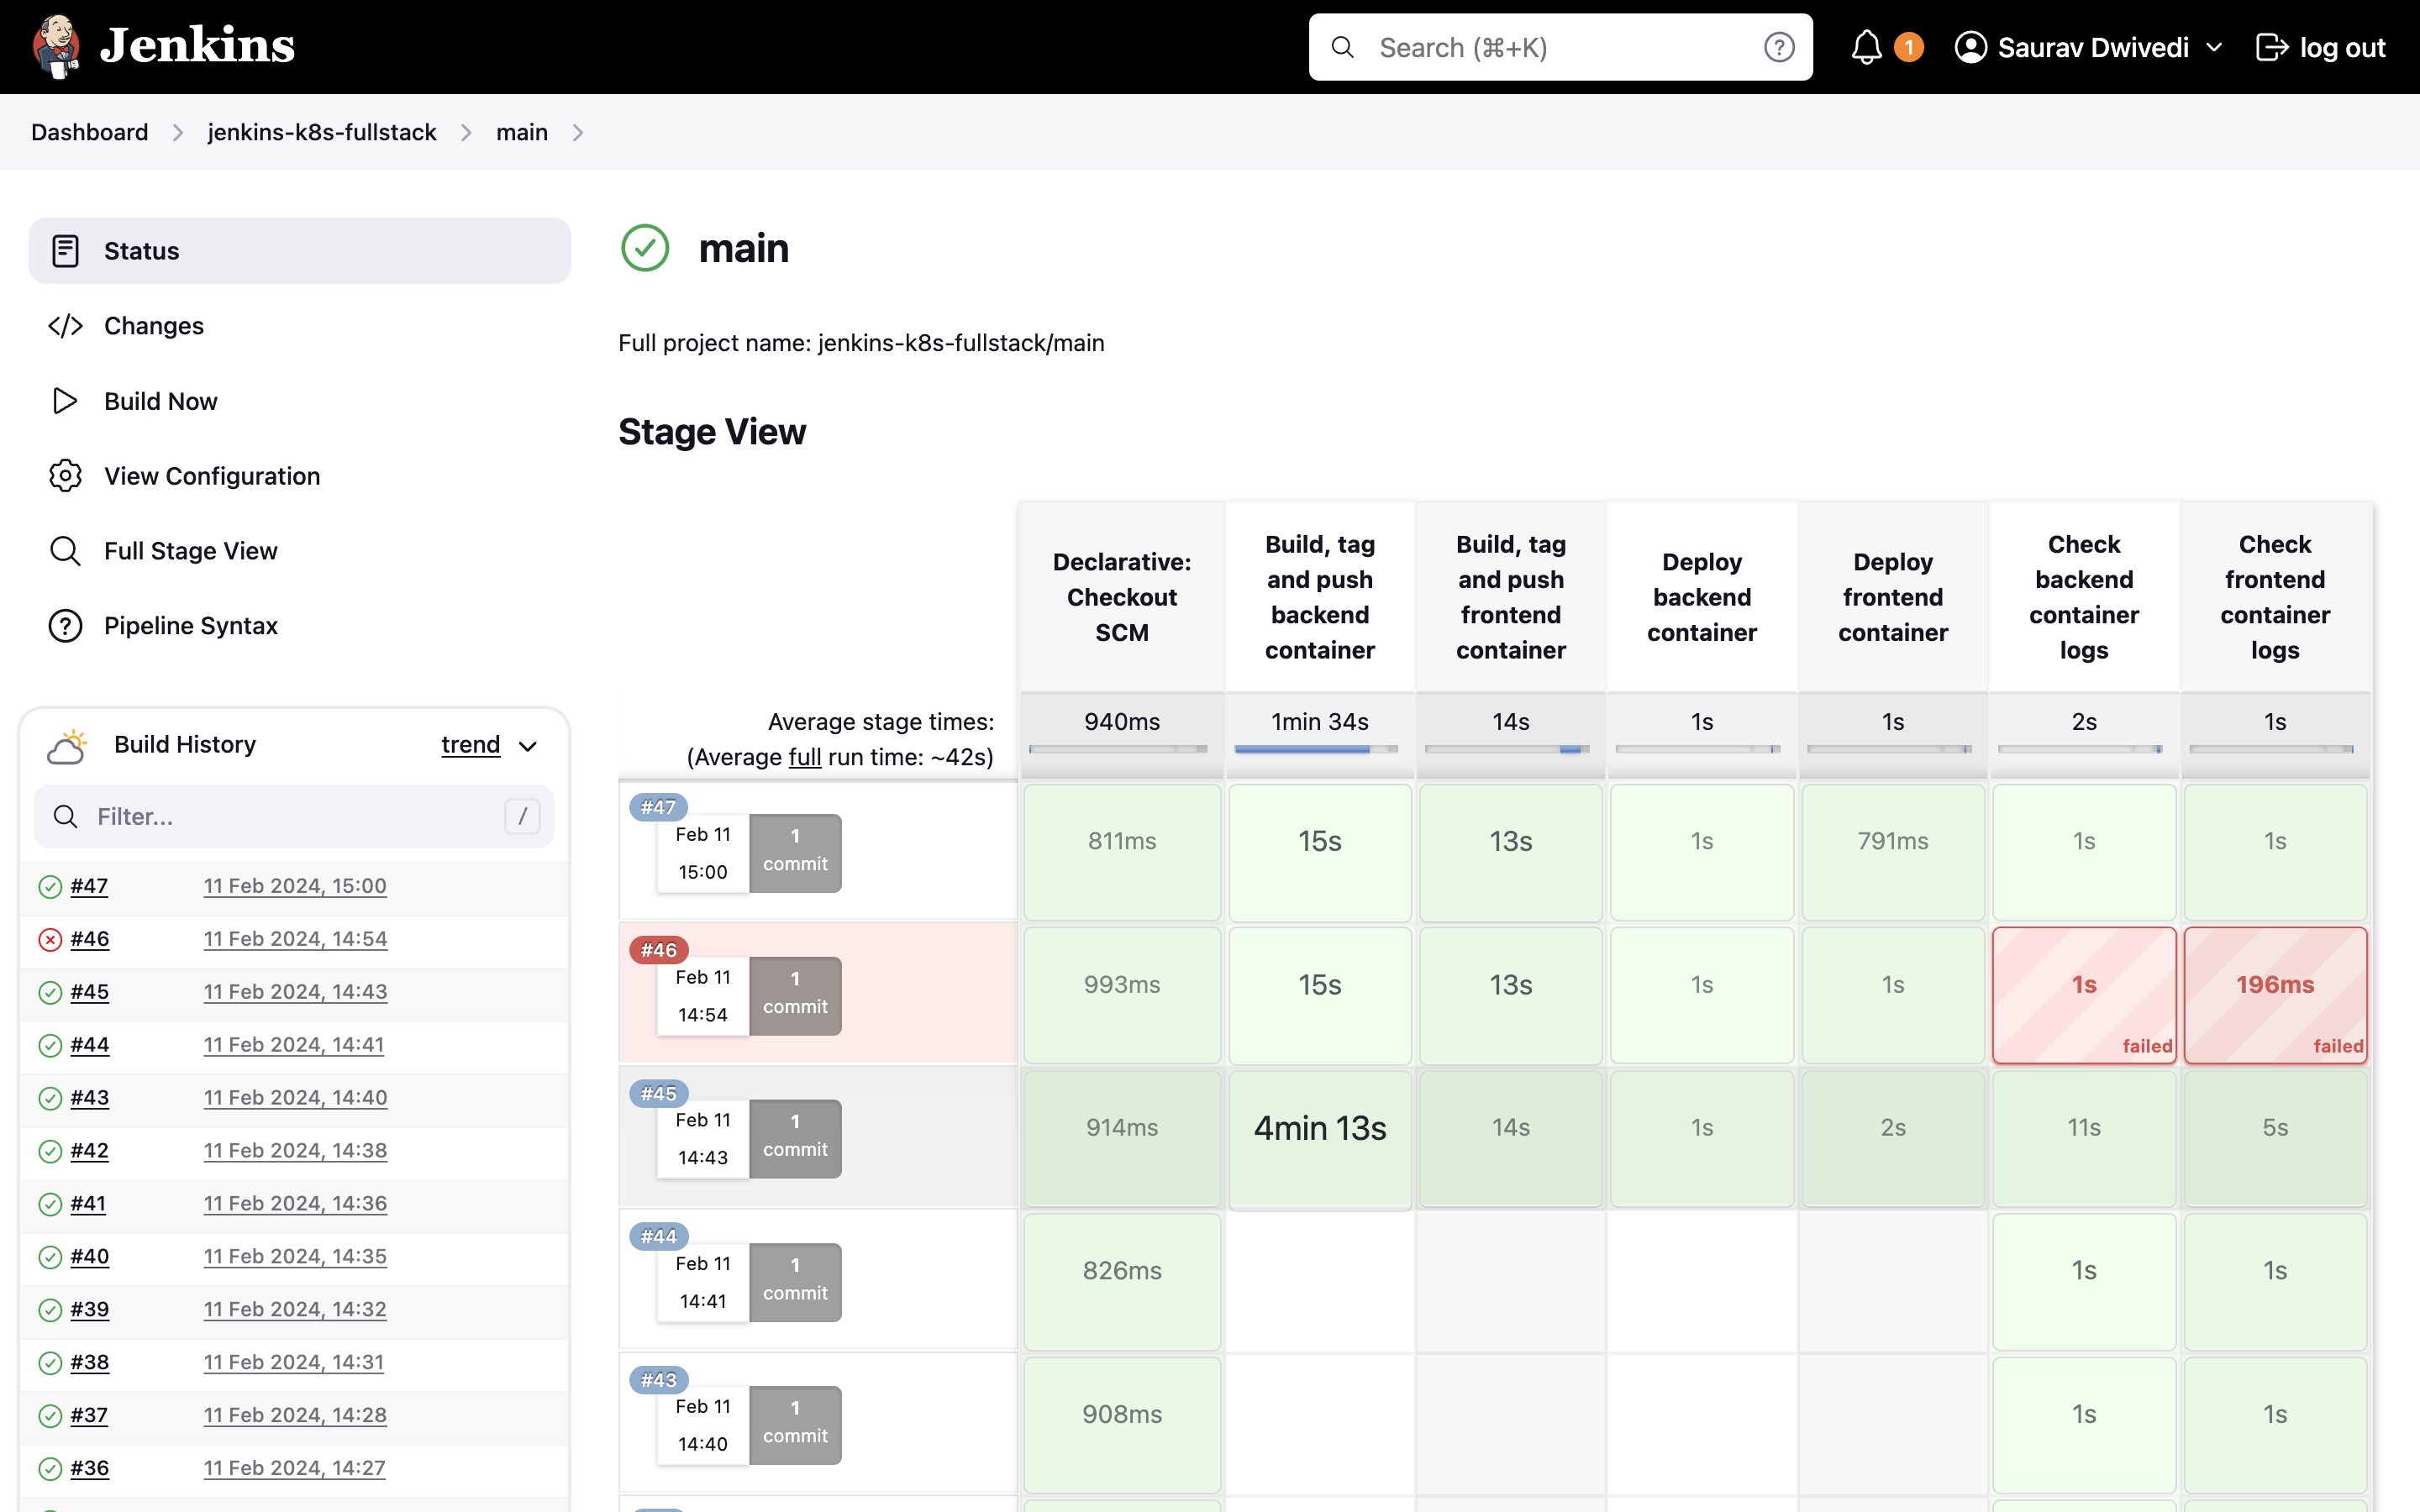 Jenkins
Search (⌘+K)
?
1
Saurav Dwivedi
log out
Dashboard
jenkins-k8s-fullstack
main
Status
Changes
Build Now
View Configuration
Full Stage View
Pipeline Syntax
Build History
trend
Filter...
/
#47
11 Feb 2024, 15:00
#46
11 Feb 2024, 14:54
#45
11 Feb 2024, 14:43
#44
11 Feb 2024, 14:41
#43
11 Feb 2024, 14:40
#42
11 Feb 2024, 14:38
#41
11 Feb 2024, 14:36
#40
11 Feb 2024, 14:35
#39
11 Feb 2024, 14:32
#38
11 Feb 2024, 14:31
#37
11 Feb 2024, 14:28
#36
11 Feb 2024, 14:27
main
Full project name: jenkins-k8s-fullstack/main
Stage View
Declarative:
Checkout
SCM
Build, tag
and push
backend
container
Build, tag
and push
frontend
container
Deploy
backend
container
Deploy
frontend
container
Check
backend
container
logs
Check
frontend
container
logs
Average stage times:
(Average full run time: ~42s)
940ms
1min 34s
14s
1s
1s
2s
1s
#47
Feb 11
15:00
1
commit
811ms
15s
13s
1s
791ms
1s
1s
#46
Feb 11
14:54
1
commit
993ms
15s
13s
1s
1s
1s
failed
196ms
failed
#45
Feb 11
14:43
1
commit
914ms
4min 13s
14s
1s
2s
11s
5s
#44
Feb 11
14:41
1
commit
826ms
1s
1s
#43
Feb 11
14:40
1
commit
908ms
1s
1s